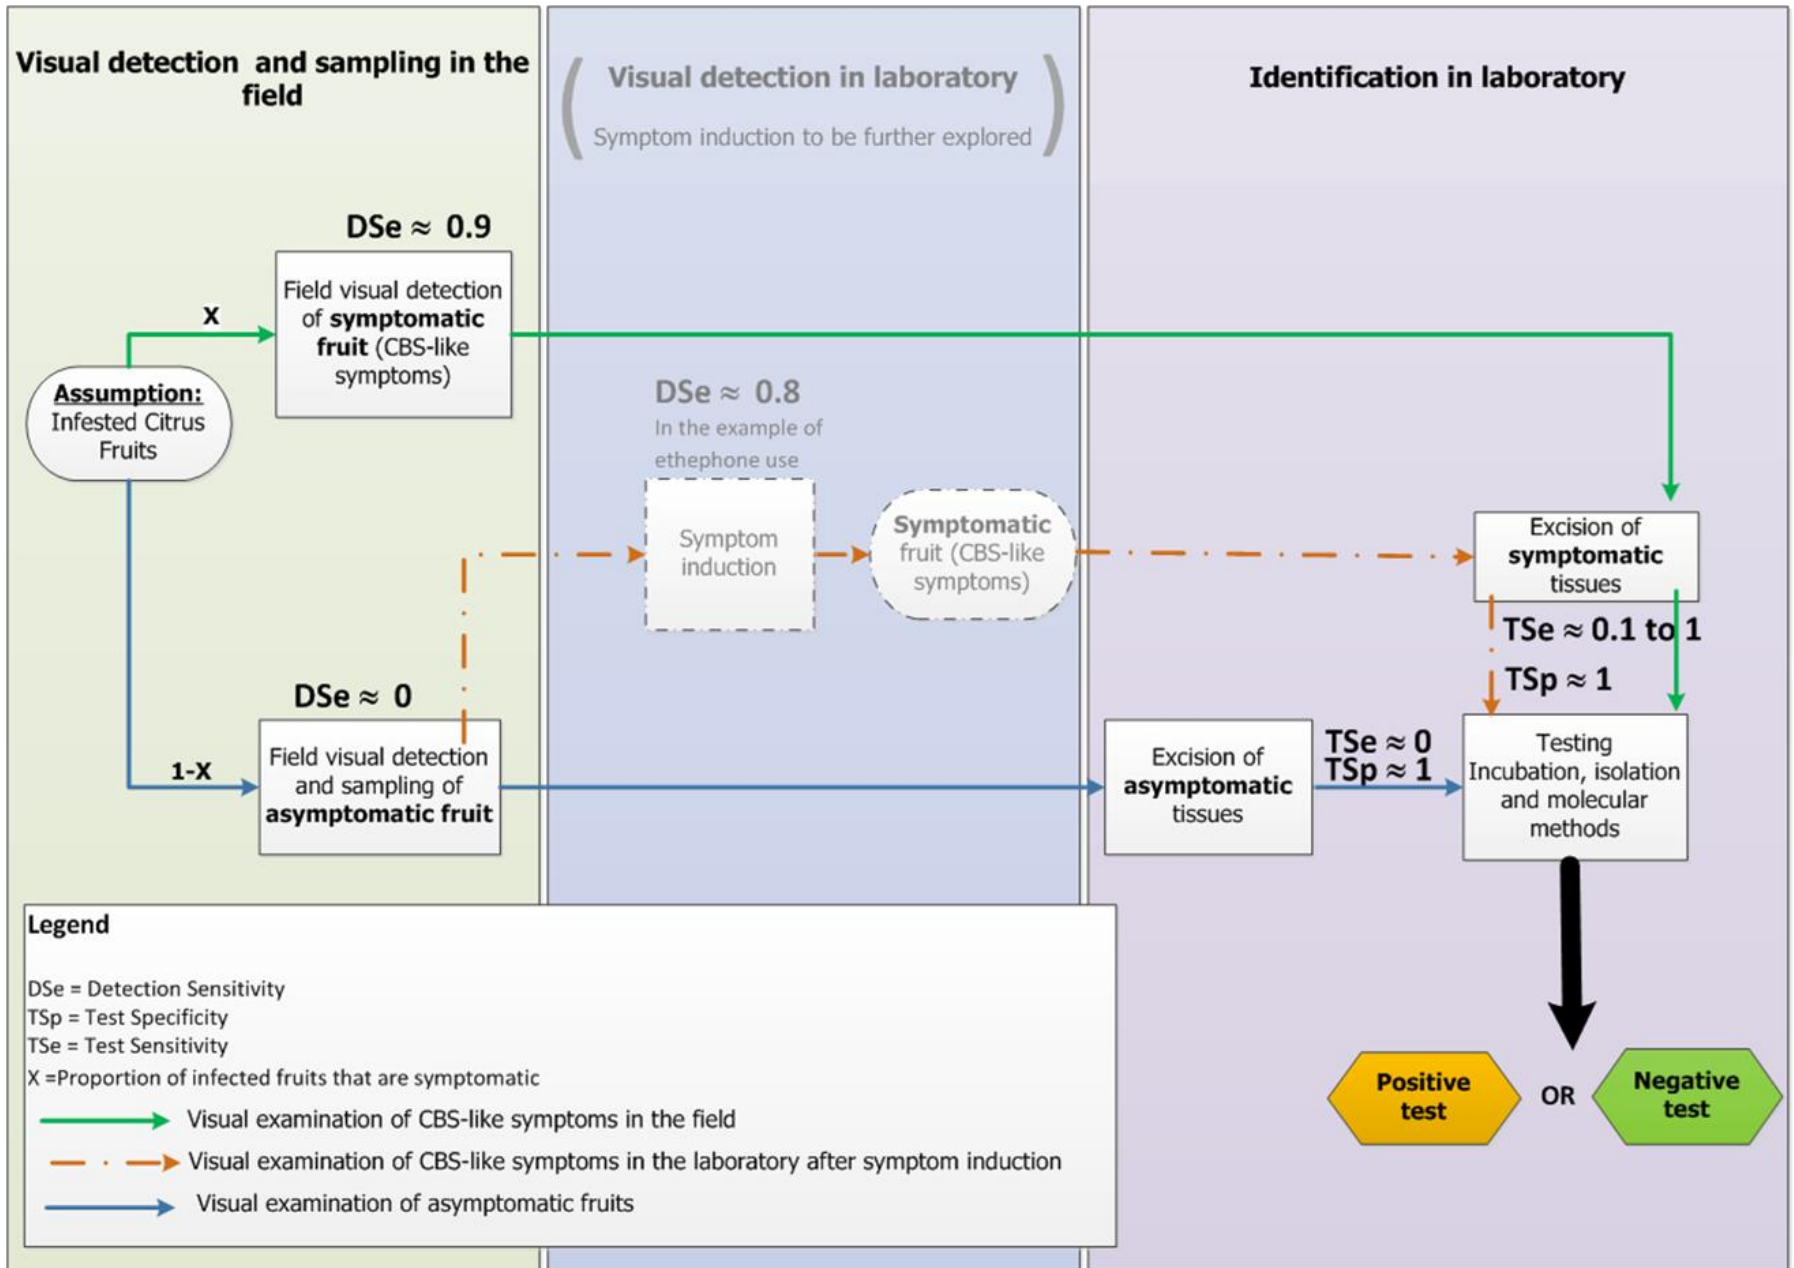 Visual detection and sampling in the
field
( Visual detection in laboratory )
Symptom induction to be further explored
Identification in laboratory
DSe ≈ 0.9
Field visual detection
of symptomatic
fruit (CBS-like
symptoms)
X
Assumption:
Infested Citrus
Fruits
DSe ≈ 0.8
In the example of
ethephone use
Symptom
induction
Symptomatic
fruit (CBS-like
symptoms)
Excision of
symptomatic
tissues
TSe ≈ 0.1 to 1
TSp ≈ 1
DSe ≈ 0
1-X
Field visual detection
and sampling of
asymptomatic fruit
Excision of
asymptomatic
tissues
TSe ≈ 0
TSp ≈ 1
Testing
Incubation, isolation
and molecular
methods
Legend
DSe = Detection Sensitivity
TSp = Test Specificity
TSe = Test Sensitivity
X =Proportion of infected fruits that are symptomatic
Visual examination of CBS-like symptoms in the field
Visual examination of CBS-like symptoms in the laboratory after symptom induction
Visual examination of asymptomatic fruits
Positive
test
OR
Negative
test